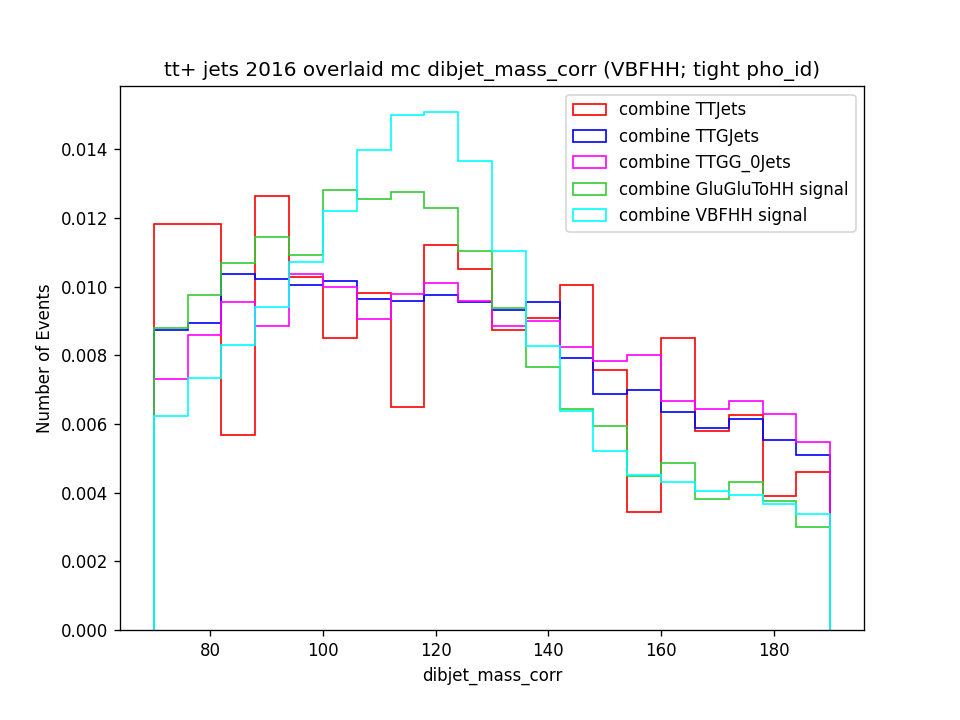 tt+ jets 2016 overlaid mc dibjet_mass_corr (VBFHH; tight pho_id)
combine TTJets
combine TTGJets
combine TTGG_0Jets
combine GluGluToHH signal
combine VBFHH signal
Number of Events
0.014
0.012
0.010
0.008
0.006
0.004
0.002
0.000
80 100 120 140 160 180
dibjet_mass_corr